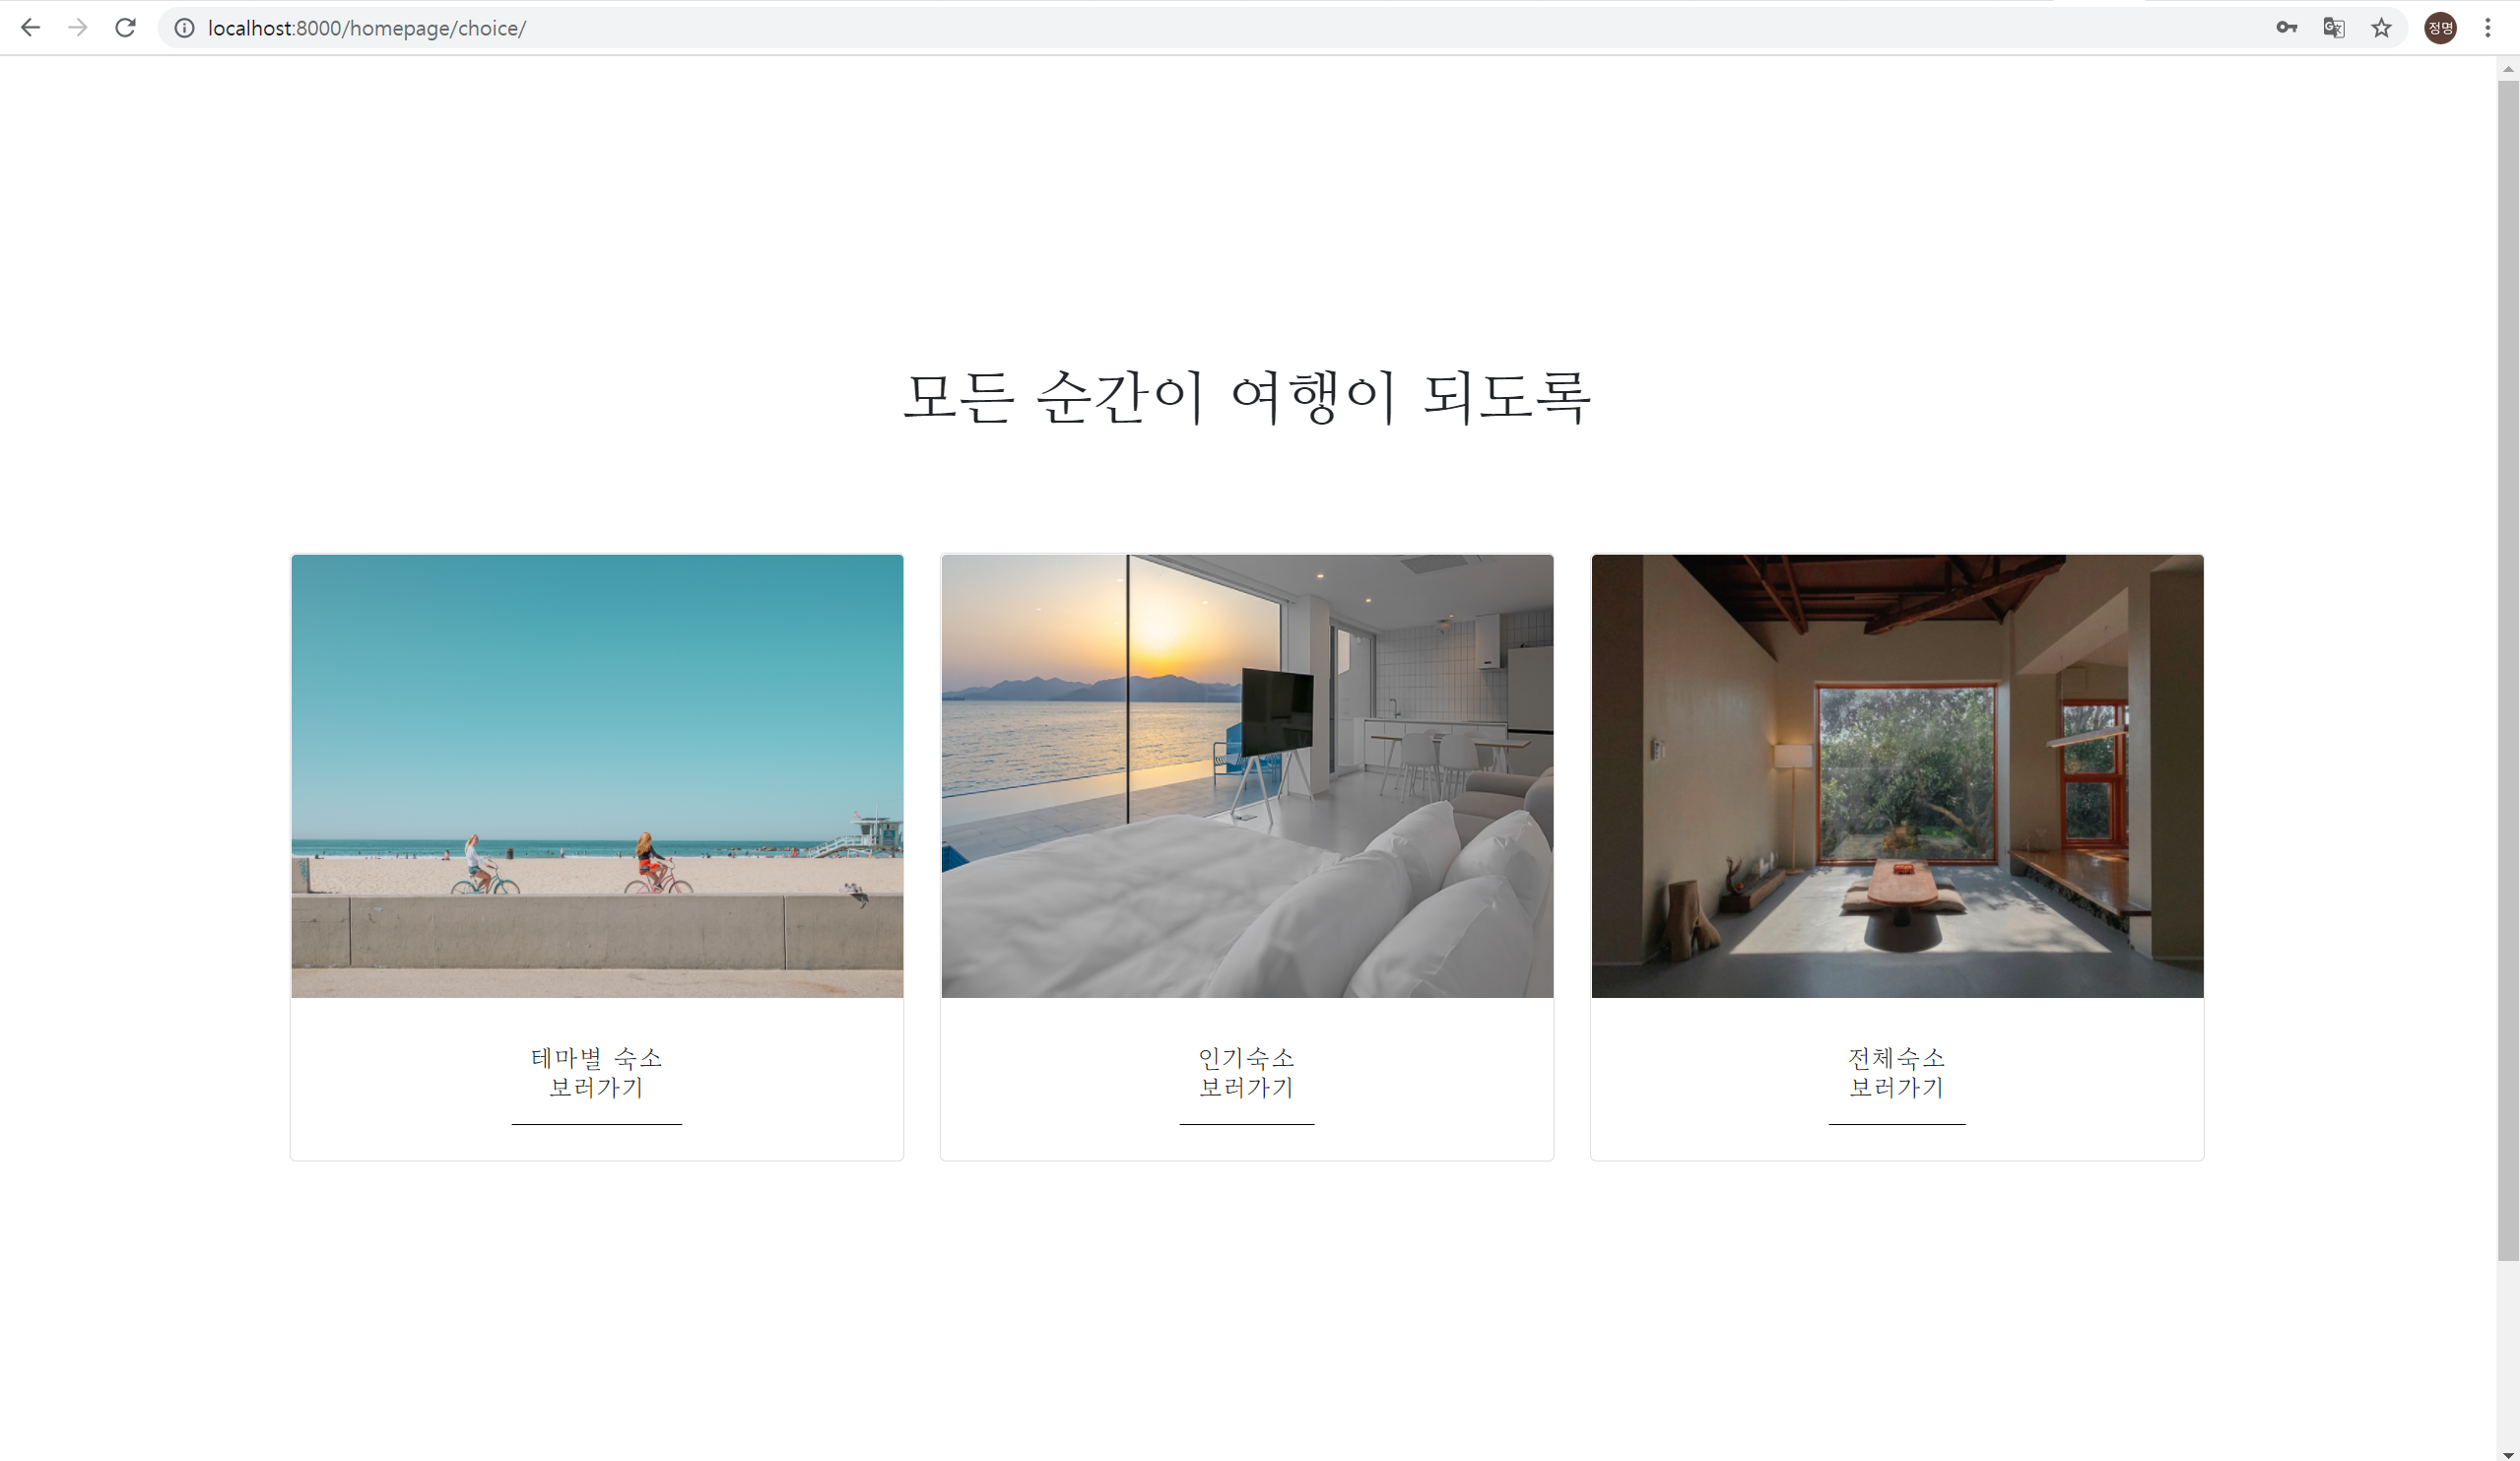 localhost:8000/homepage/choice/
정명
모든 순간이 여행이 되도록
테마별 숙소
보러가기
인기숙소
보러가기
전체숙소
보러가기